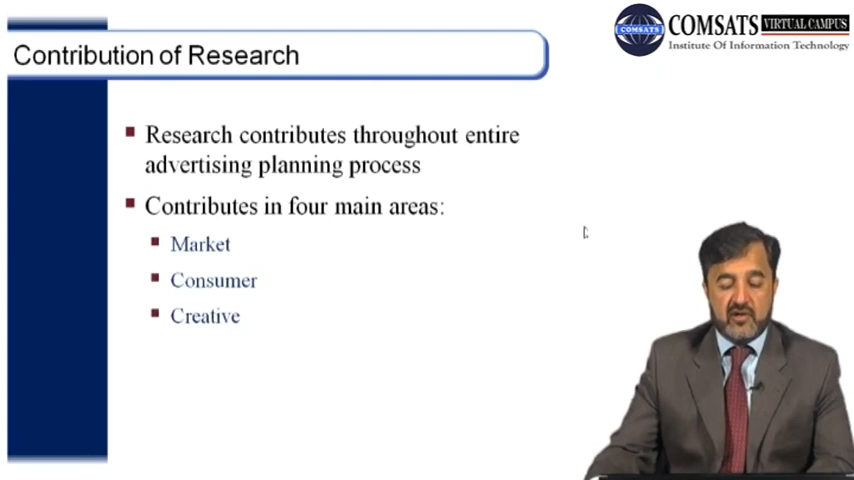 COMSATS
COMSATS VIRTUAL CAMPUS
Institute Of Information Technology
Contribution of Research
Research contributes throughout entire
advertising planning process
Contributes in four main areas:
Market
Consumer
Creative